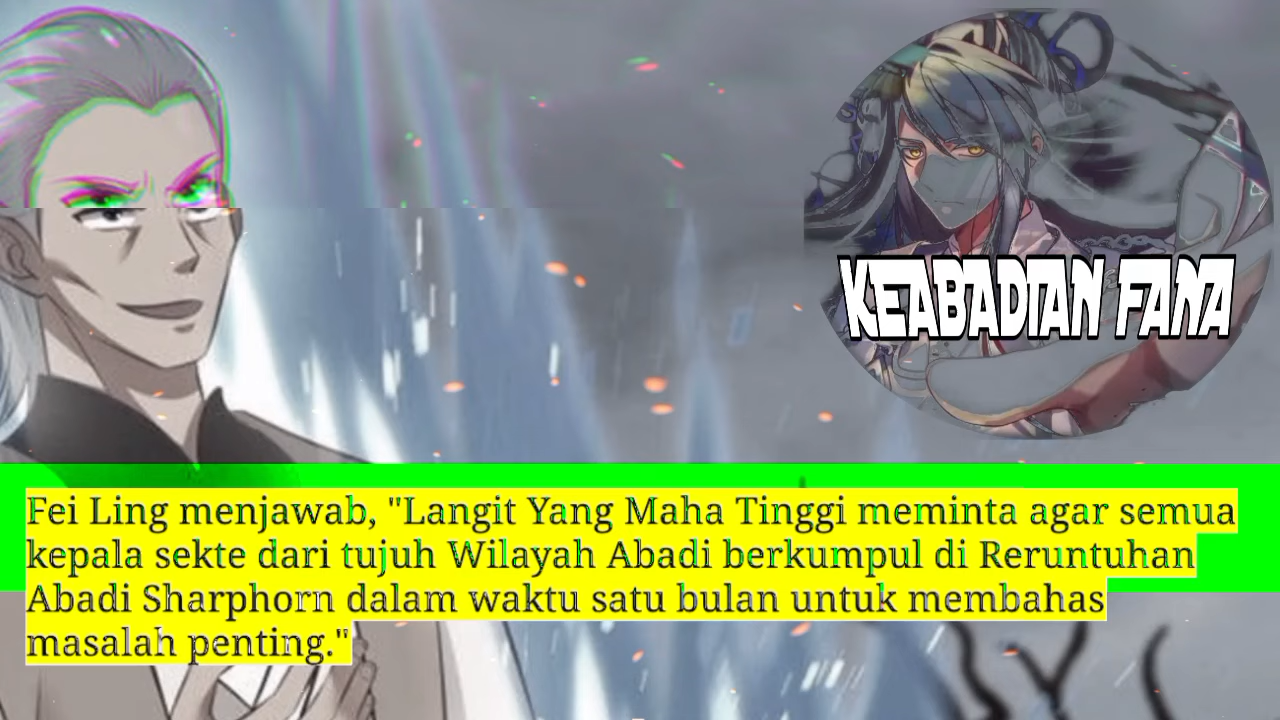 KEABADIAN FANA
Fei Ling menjawab, "Langit Yang Maha Tinggi meminta agar semua
kepala sekte dari tujuh Wilayah Abadi berkumpul di Reruntuhan
Abadi Sharphorn dalam waktu satu bulan untuk membahas
masalah penting."